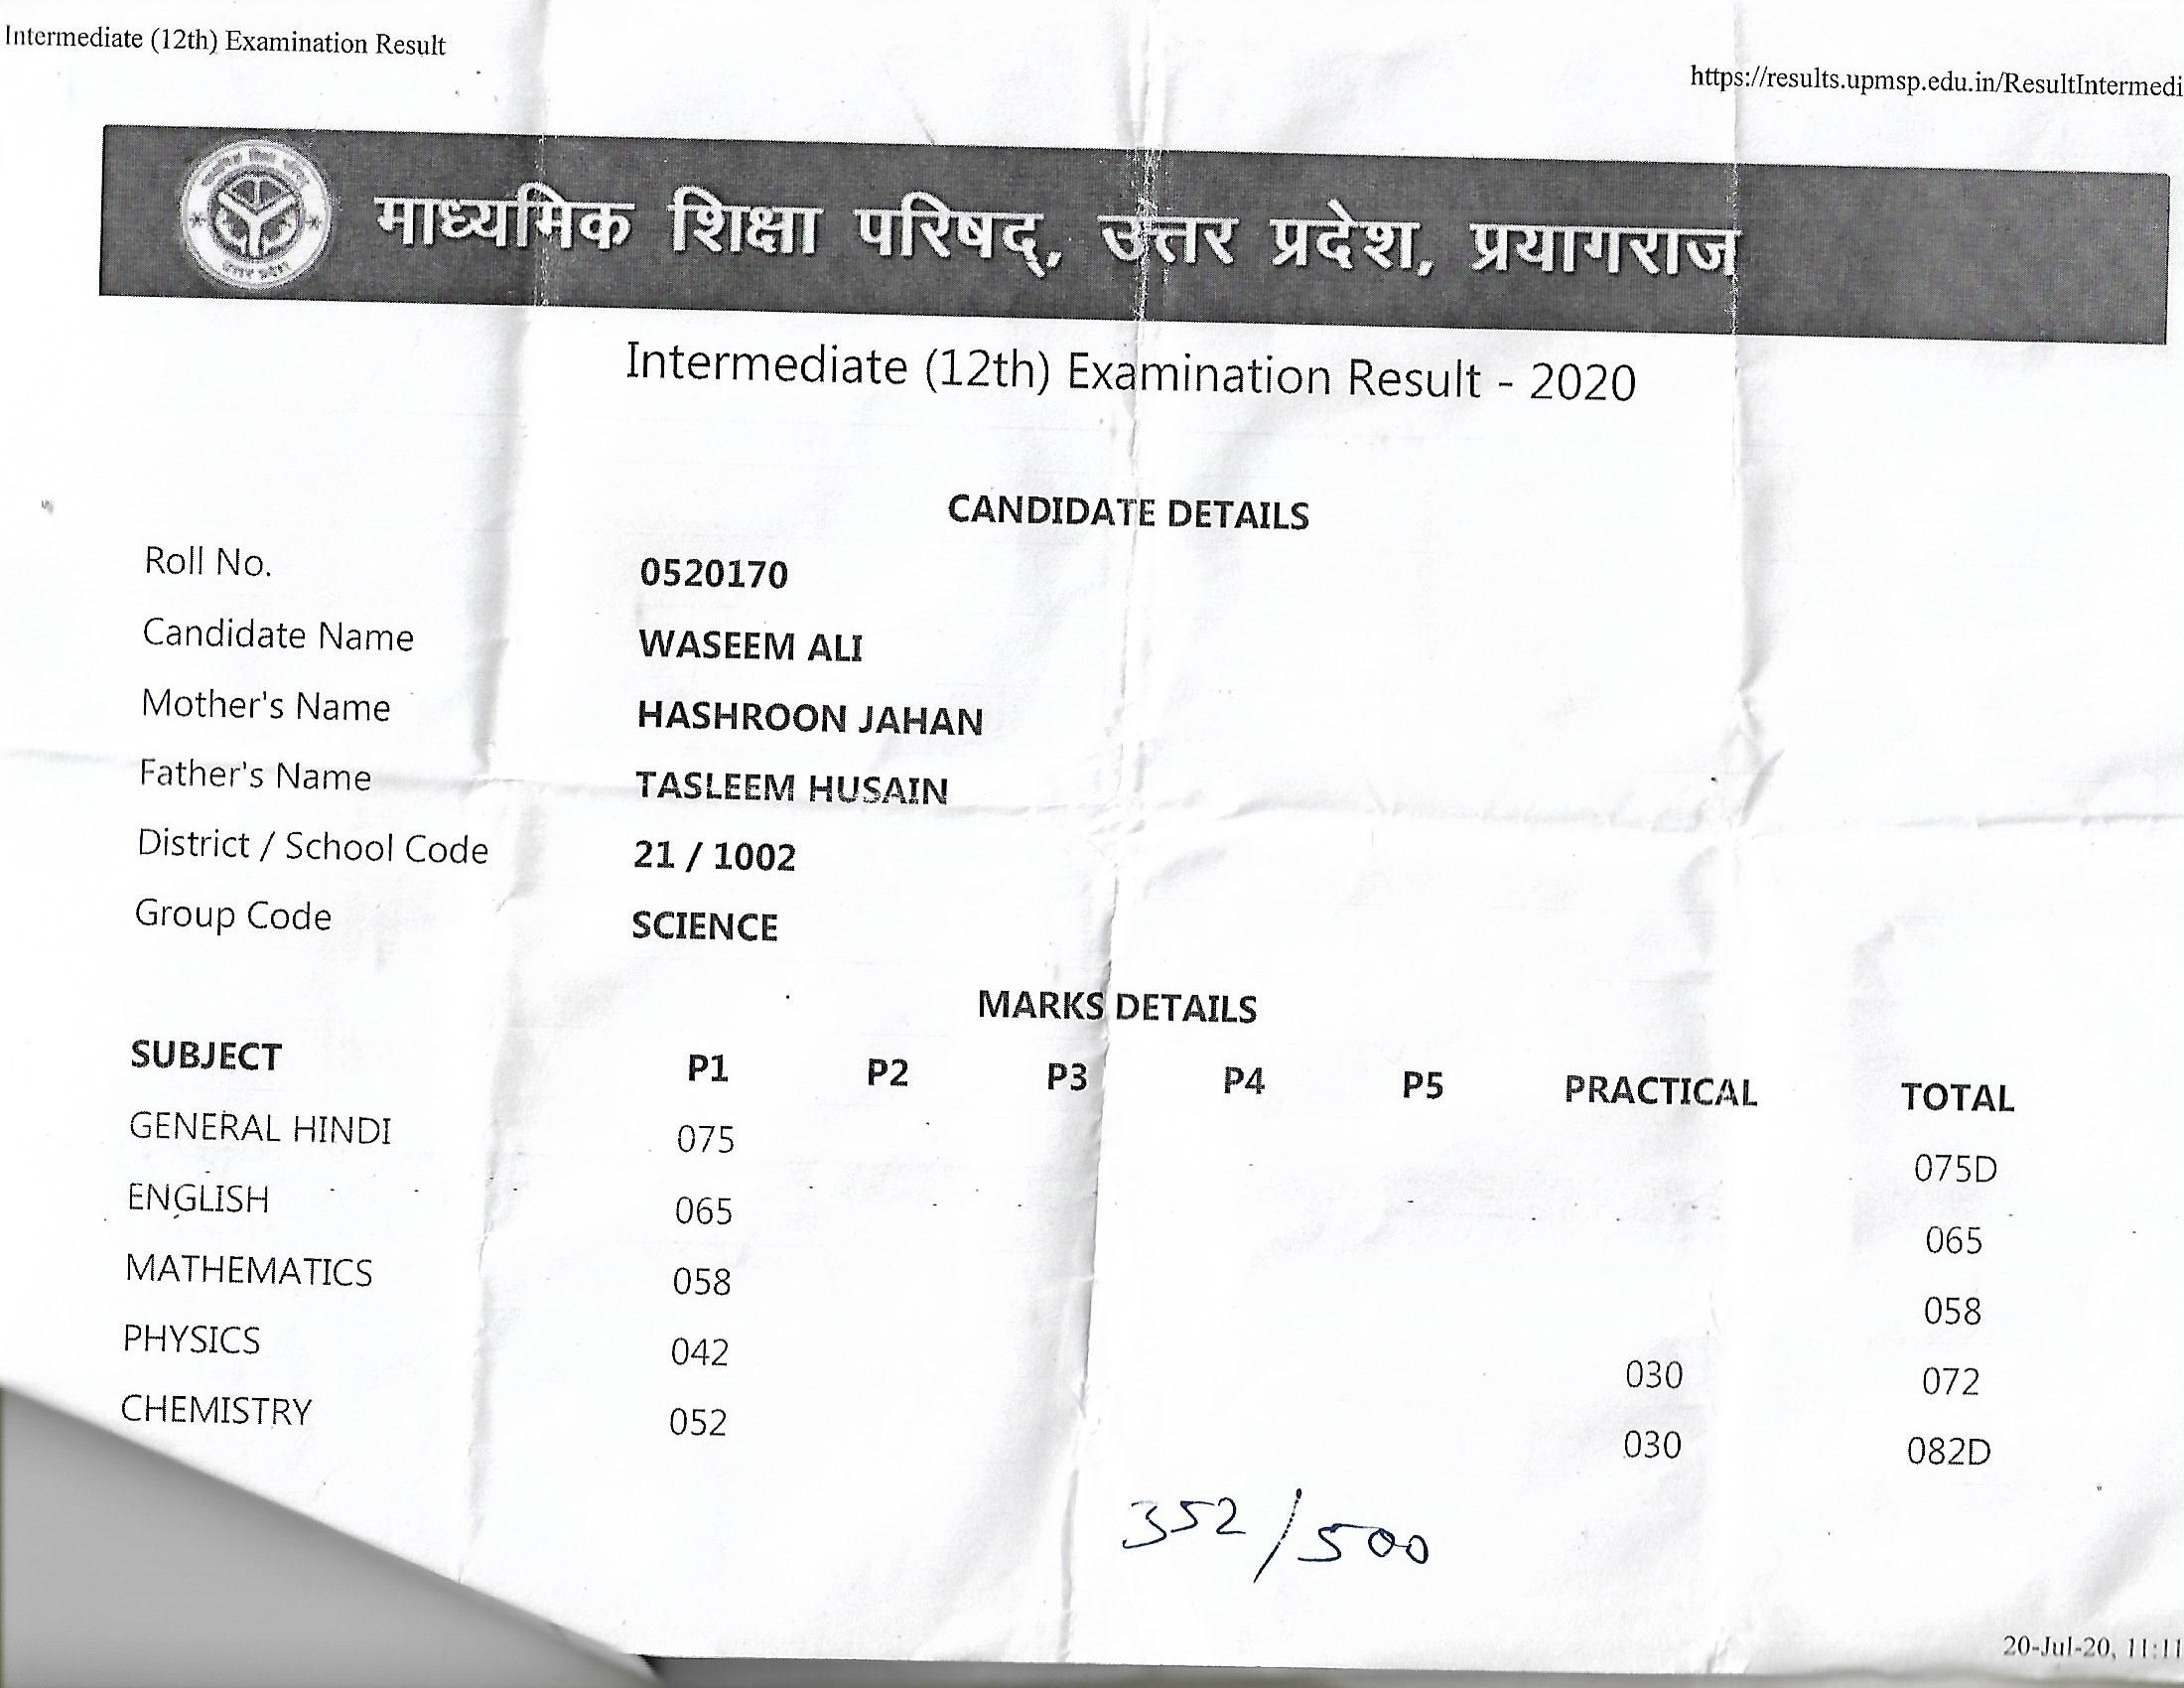 Intermediate (12th) Examination Result
https://results.upmsp.edu.in/ResultIntermedi
माध्यमिक शिक्षा परिषद्, उत्तर प्रदेश, प्रयागराज
Intermediate (12th) Examination Result - 2020
CANDIDATE DETAILS
Roll No. 0520170
Candidate Name WASEEM ALI
Mother's Name HASHROON JAHAN
Father's Name TASLEEM HUSAIN
District / School Code 21 / 1002
Group Code SCIENCE
MARKS DETAILS
SUBJECT P1 P2 P3 P4 P5 PRACTICAL TOTAL
GENERAL HINDI 075 075D
ENGLISH 065 065
MATHEMATICS 058 058
PHYSICS 042 030 072
CHEMISTRY 052 030 082D
352/500
20-Jul-20, 11:11